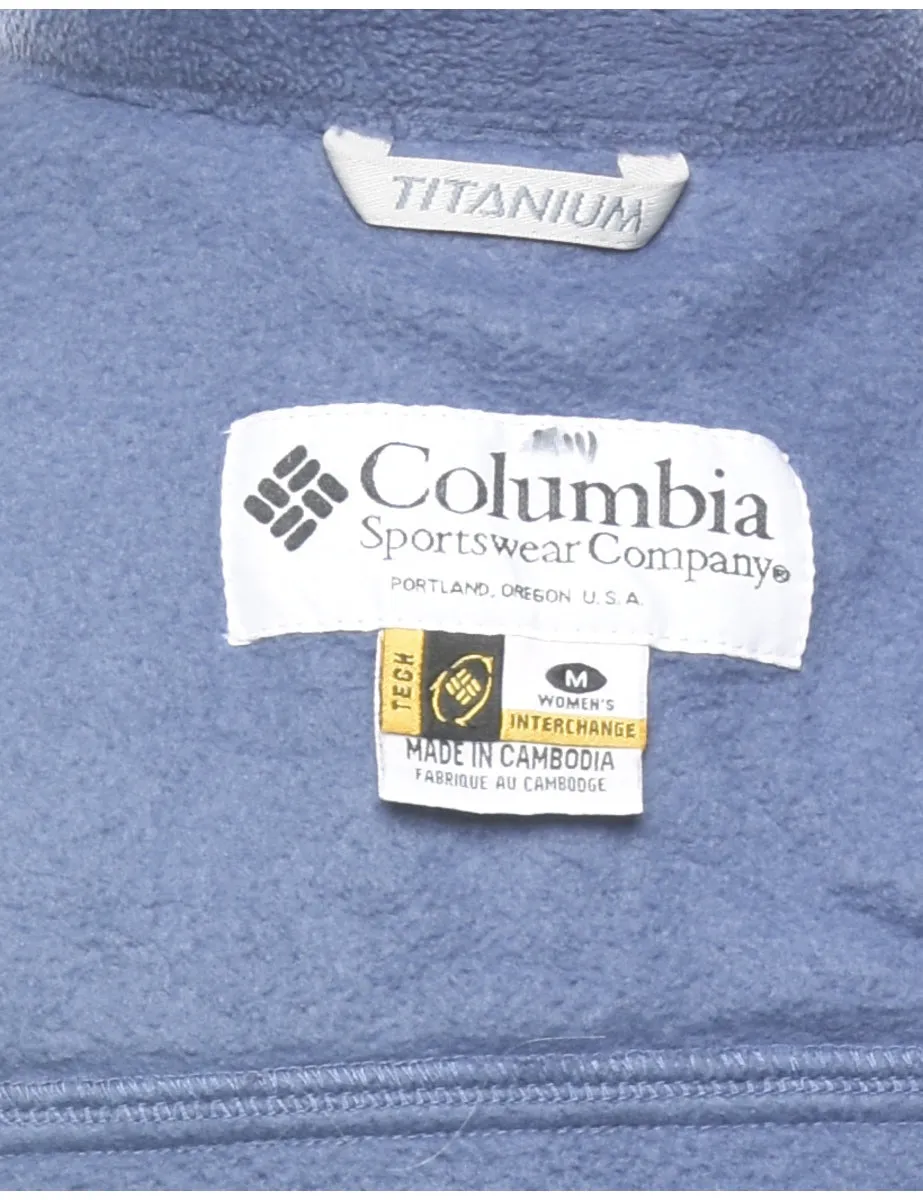 TITANIUM
Columbia
Sportswear Company®
PORTLAND, OREGON U.S.A.
TECH
M
WOMEN'S
INTERCHANGE
MADE IN CAMBODIA
FABRIQUE AU CAMBODGE